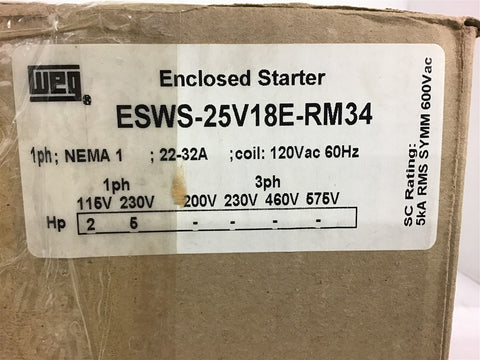 weg ®
Enclosed Starter
ESWS-25V18E-RM34
1ph; NEMA 1 ; 22-32A ;coil: 120Vac 60Hz
1ph 3ph
115V 230V 200V 230V 460V 575V
Hp 2 5 - - - -
SC Rating:
5kA RMS SYMM 600Vac